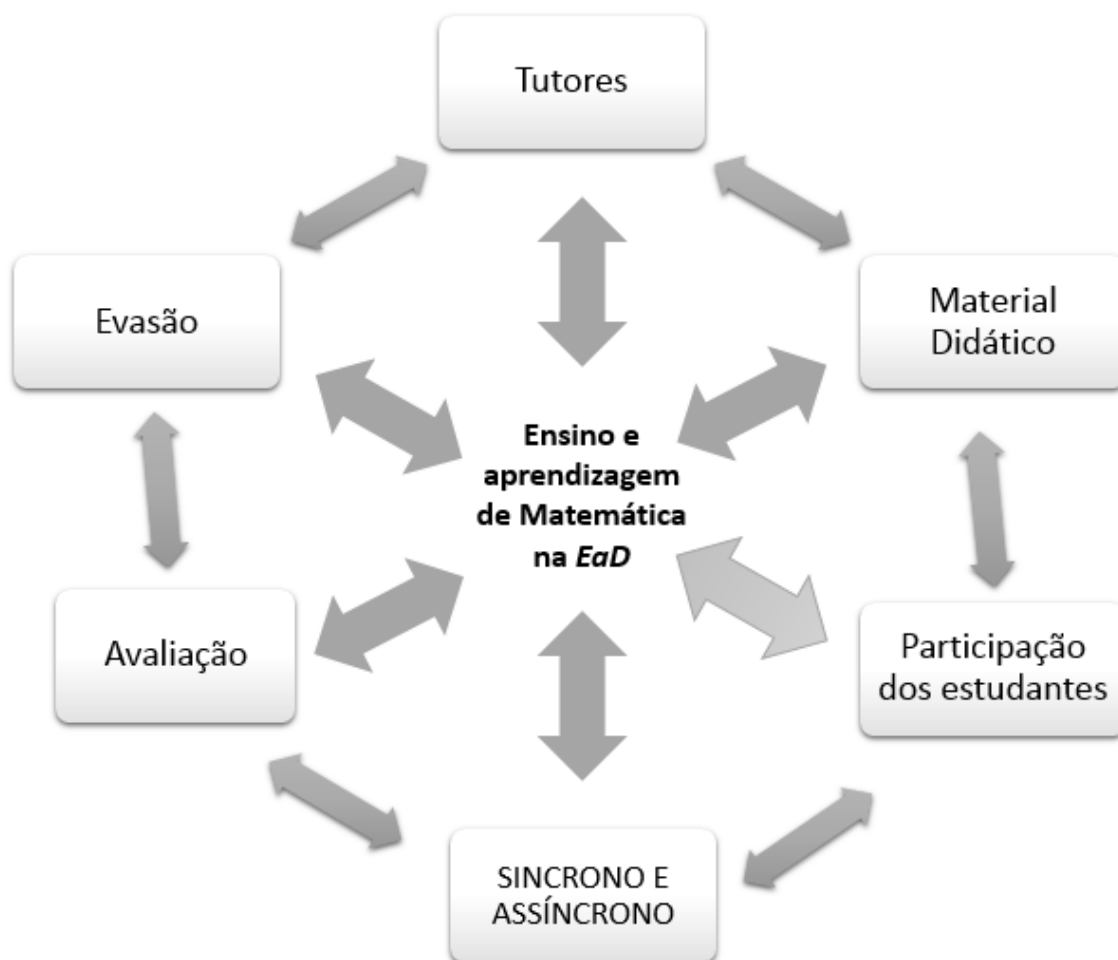 Tutores
Evasão
Material
Didático
Ensino e
aprendizagem
de Matemática
na EaD
Avaliação
Participação
dos estudantes
SINCRONO E
ASSÍNCRONO